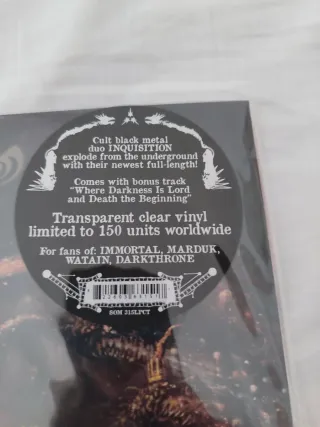 Cult black metal
duo INQUISITION
explode from the underground
with their newest full-length!
Comes with bonus track
"Where Darkness Is Lord
and Death the Beginning"
Transparent clear vinyl
limited to 150 units worldwide
For fans of: IMMORTAL, MARDUK,
WATAIN, DARKTHRONE
SOM 315LPCT